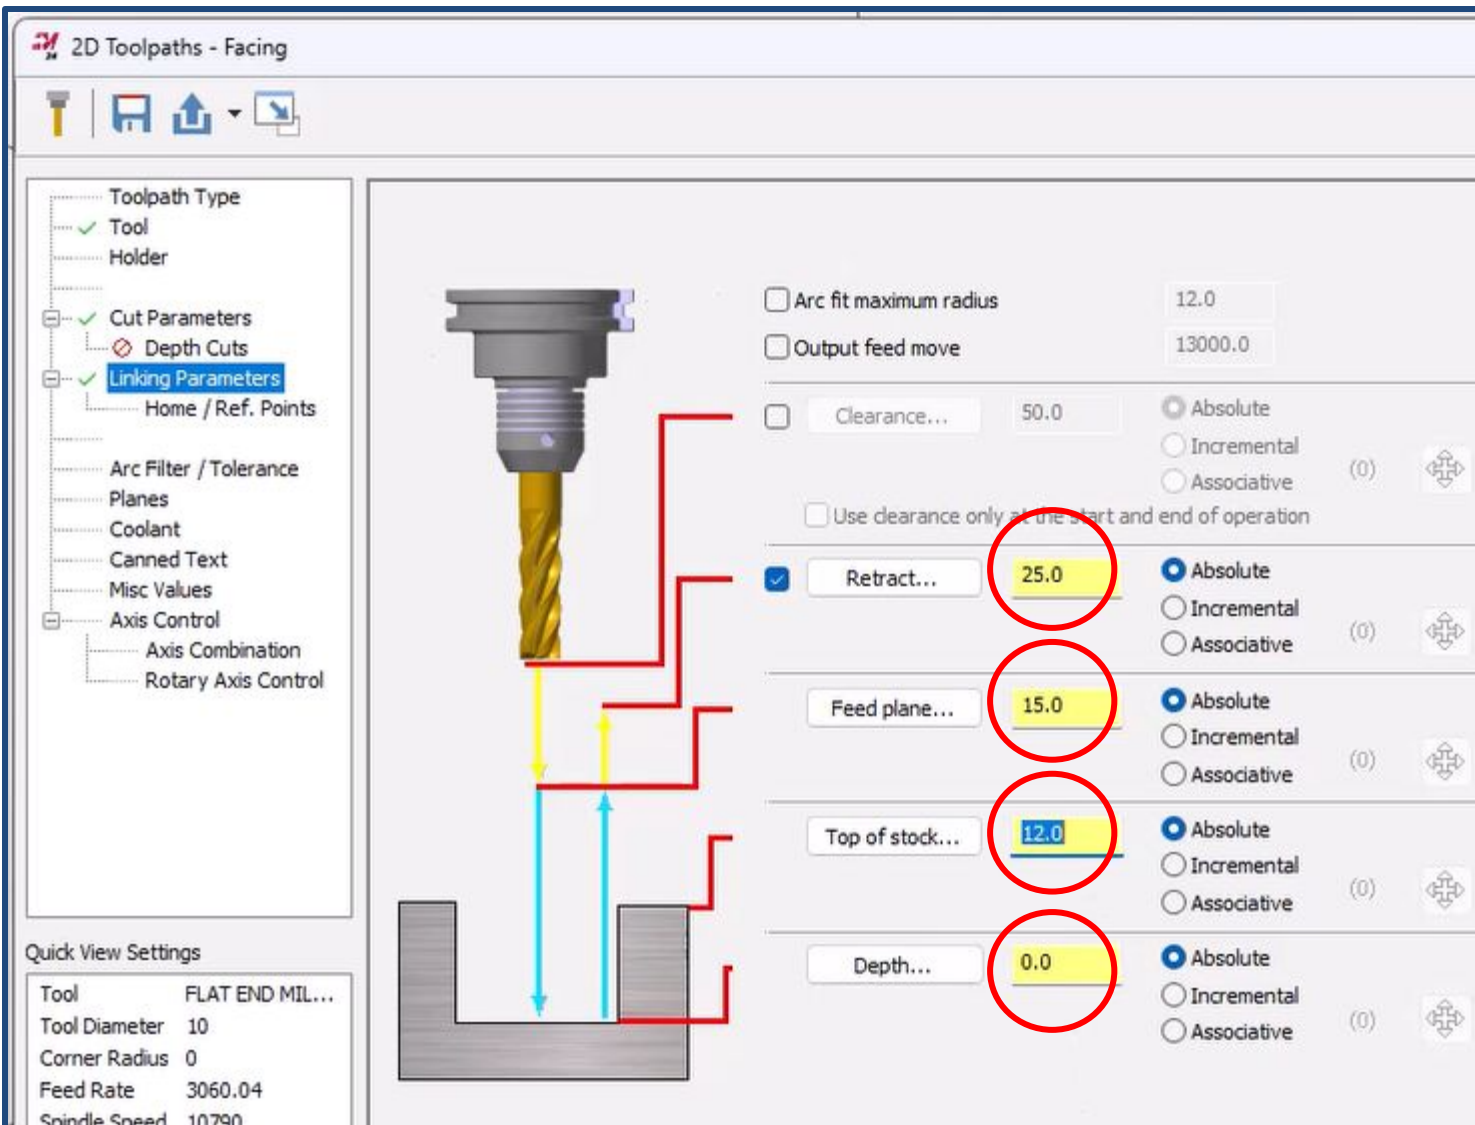 2D Toolpaths - Facing
Toolpath Type
Tool
Holder
Cut Parameters
Depth Cuts
Linking Parameters
Home / Ref. Points
Arc Filter / Tolerance
Planes
Coolant
Canned Text
Misc Values
Axis Control
Axis Combination
Rotary Axis Control
Quick View Settings
Tool FLAT END MIL...
Tool Diameter 10
Corner Radius 0
Feed Rate 3060.04
Spindle Speed 10790
Arc fit maximum radius 12.0
Output feed move 13000.0
Clearance... 50.0 Absolute
Incremental
Associative (0)
Use clearance only at the start and end of operation
Retract... 25.0 Absolute
Incremental
Associative (0)
Feed plane... 15.0 Absolute
Incremental
Associative (0)
Top of stock... 12.0 Absolute
Incremental
Associative (0)
Depth... 0.0 Absolute
Incremental
Associative (0)